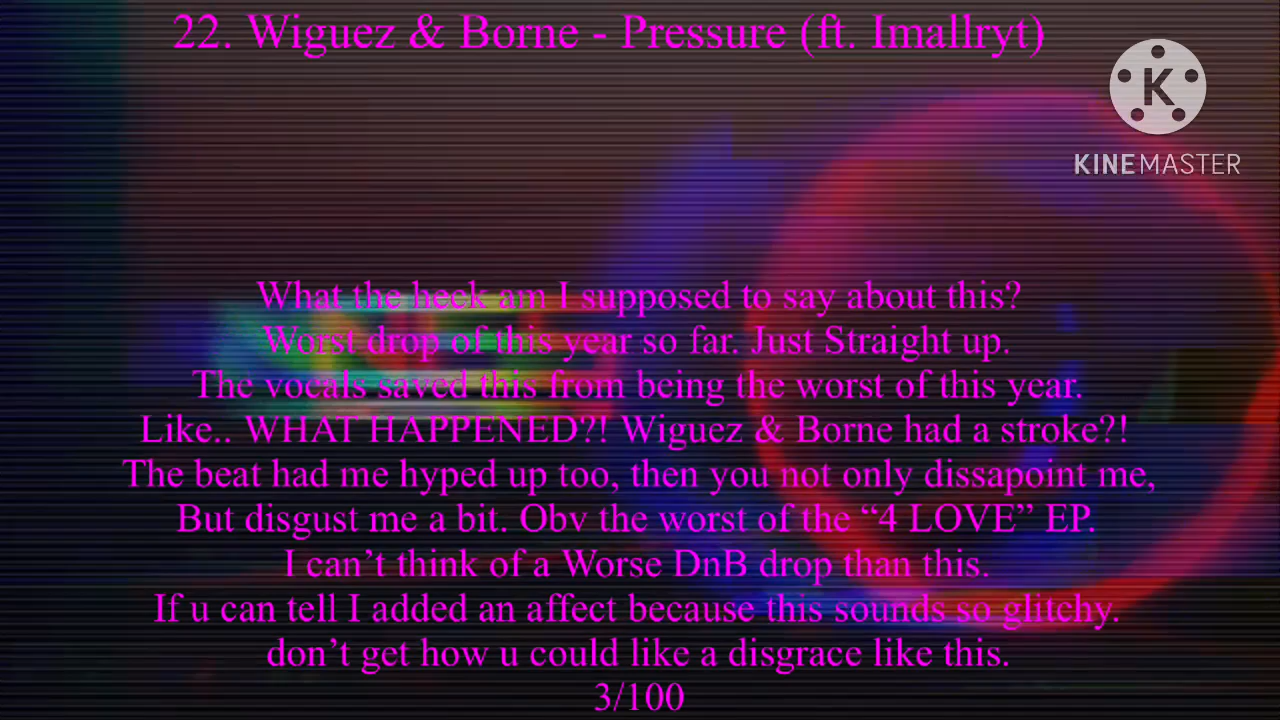 22. Wiguez & Borne - Pressure (ft. Imallryt)
K
KINEMASTER
What the heck am I supposed to say about this?
Worst drop of this year so far. Just Straight up.
The vocals saved this from being the worst of this year.
Like.. WHAT HAPPENED?! Wiguez & Borne had a stroke?!
The beat had me hyped up too, then you not only dissapoint me,
But disgust me a bit. Obv the worst of the “4 LOVE” EP.
I can’t think of a Worse DnB drop than this.
If u can tell I added an affect because this sounds so glitchy.
don’t get how u could like a disgrace like this.
3/100